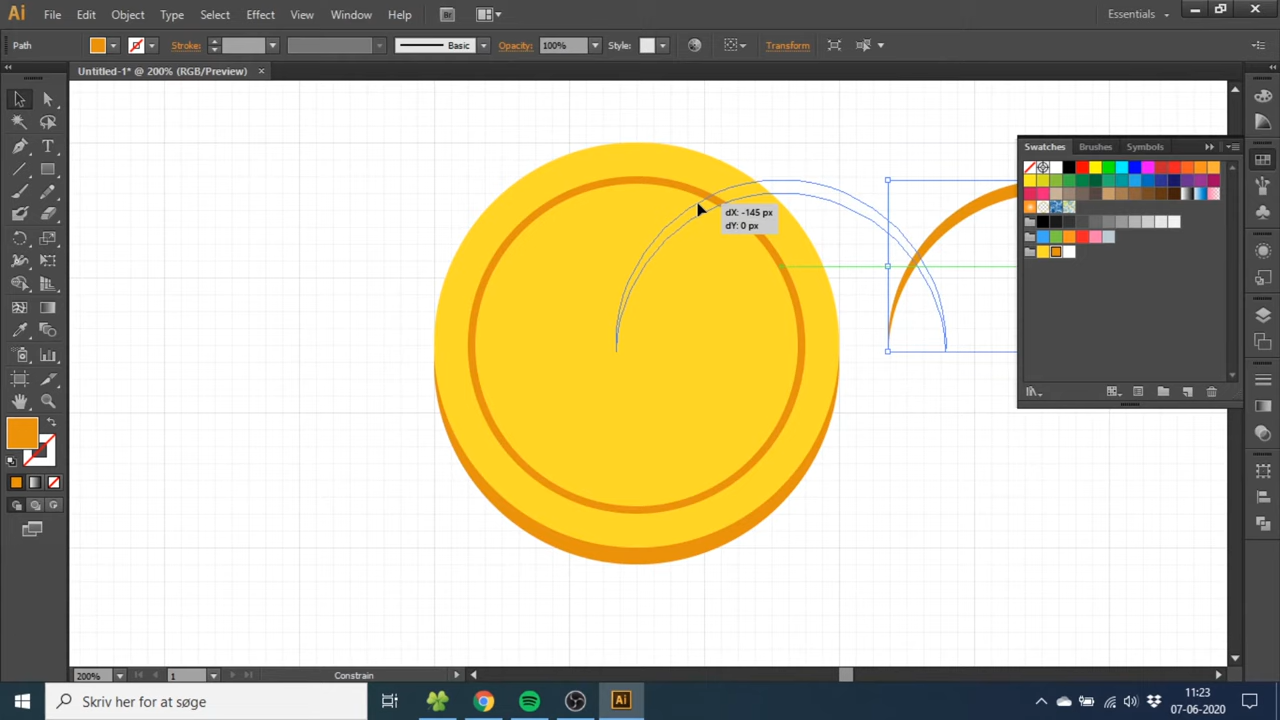 Ai File Edit Object Type Select Effect View Window Help Br Essentials
Path Stroke: Basic Opacity: 100% Style: Transform
Untitled-1* @ 200% (RGB/Preview)
Swatches Brushes Symbols
dX: -145 px
dY: 0 px
200% 1 Constrain
Skriv her for at søge
Ai
11:23
07-06-2020